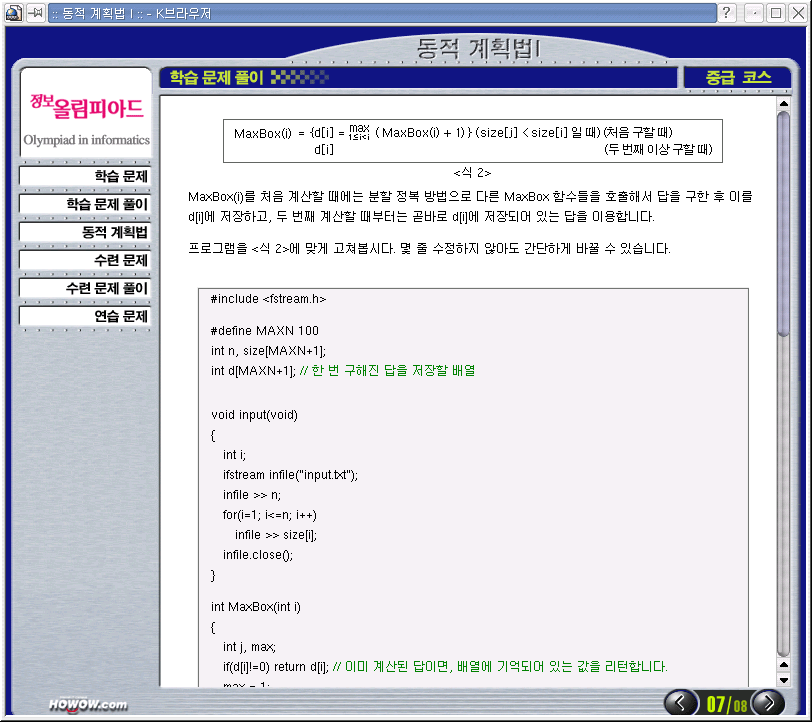 :: 동적 계획법 I :: - K브라우저
동적 계획법I
학습 문제 풀이
중급 코스
정보올림피아드
Olympiad in informatics
학습 문제
학습 문제 풀이
동적 계획법
수련 문제
수련 문제 풀이
연습 문제
MaxBox(i) = {d[i] = max ( MaxBox(i) + 1) } (size[j] < size[i] 일 때) (처음 구할 때)
1≤j<i
d[i] (두 번째 이상 구할 때)
<식 2>
MaxBox(i)를 처음 계산할 때에는 분할 정복 방법으로 다른 MaxBox 함수들을 호출해서 답을 구한 후 이를
d[i]에 저장하고, 두 번째 계산할 때부터는 곧바로 d[i]에 저장되어 있는 답을 이용합니다.
프로그램을 <식 2>에 맞게 고쳐봅시다. 몇 줄 수정하지 않아도 간단하게 바꿀 수 있습니다.
#include <fstream.h>
#define MAXN 100
int n, size[MAXN+1];
int d[MAXN+1]; // 한 번 구해진 답을 저장할 배열
void input(void)
{
int i;
ifstream infile("input.txt");
infile >> n;
for(i=1; i<=n; i++)
infile >> size[i];
infile.close();
}
int MaxBox(int i)
{
int j, max;
if(d[i]!=0) return d[i]; // 이미 계산된 답이면, 배열에 기억되어 있는 값을 리턴합니다.
max = 1;
HOWOW.com
07/08